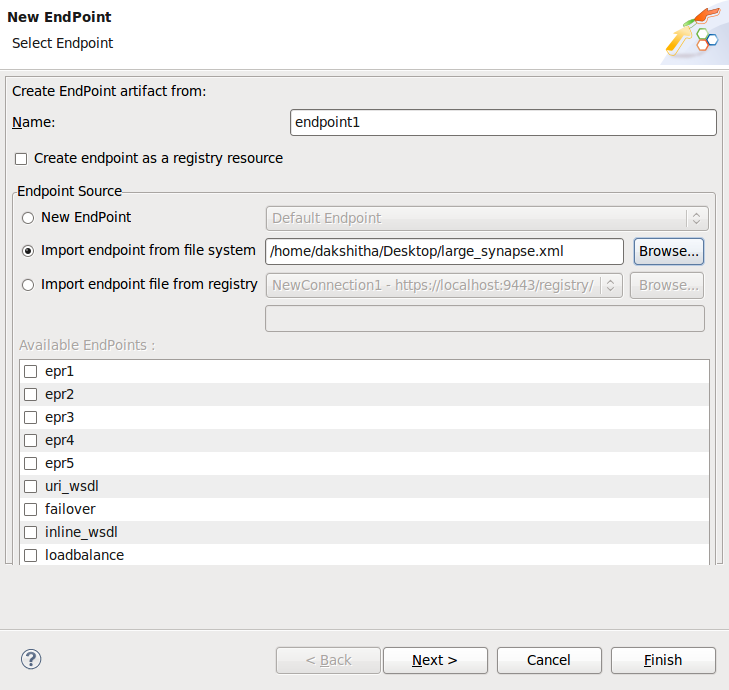 New EndPoint
Select Endpoint
Create EndPoint artifact from:
Name: endpoint1
Create endpoint as a registry resource
Endpoint Source
New EndPoint Default Endpoint
Import endpoint from file system /home/dakshitha/Desktop/large_synapse.xml Browse...
Import endpoint file from registry NewConnection1 - https://localhost:9443/registry/ Browse...
Available EndPoints :
epr1
epr2
epr3
epr4
epr5
uri_wsdl
failover
inline_wsdl
loadbalance
? < Back Next > Cancel Finish